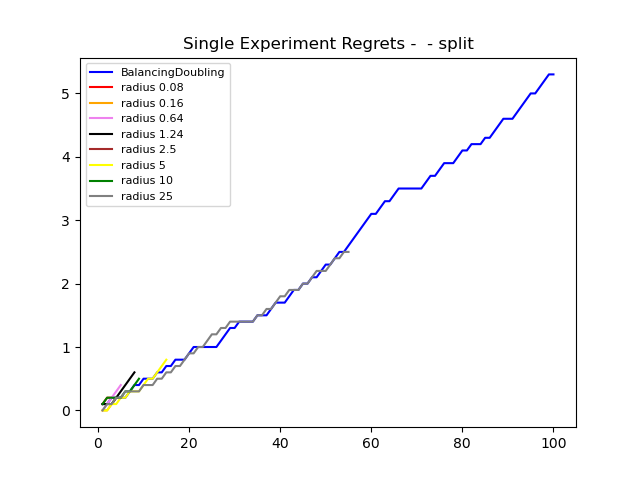 Single Experiment Regrets -  - split
BalancingDoubling
radius 0.08
radius 0.16
radius 0.64
radius 1.24
radius 2.5
radius 5
radius 10
radius 25
5
4
3
2
1
0
0 20 40 60 80 100